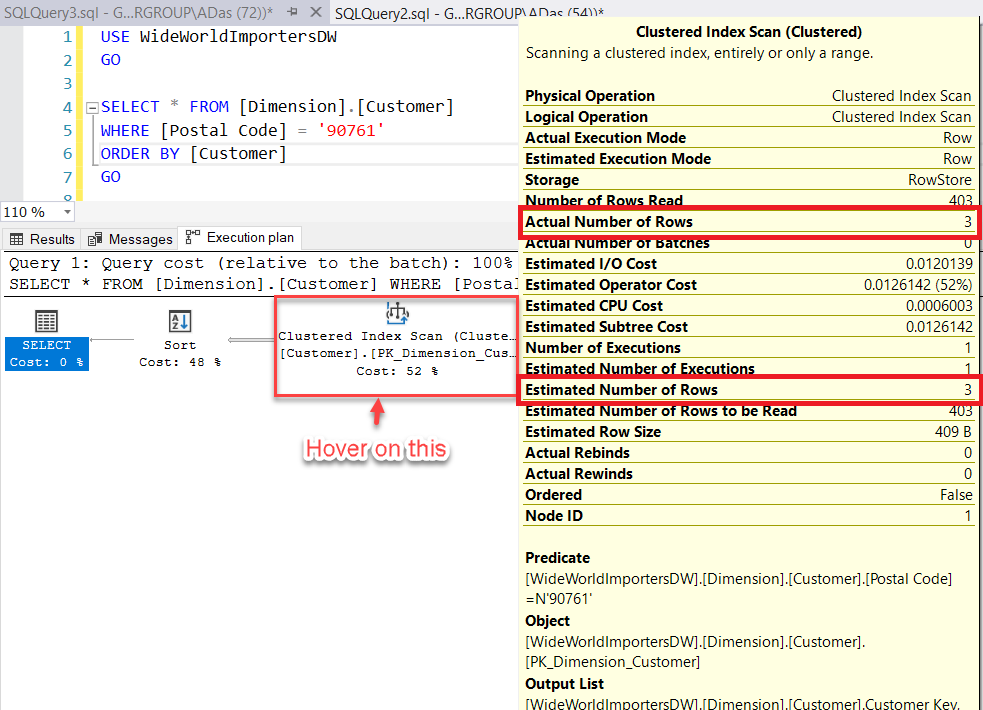 SQLQuery3.sql - G...RGROUP\ADas (72))*
SQLQuery2.sql - G...RGROUP\ADas (54))*
1 USE WideWorldImportersDW
2 GO
3
4 SELECT * FROM [Dimension].[Customer]
5 WHERE [Postal Code] = '90761'
6 ORDER BY [Customer]
7 GO
8
110 %
Results Messages Execution plan
Query 1: Query cost (relative to the batch): 100%
SELECT * FROM [Dimension].[Customer] WHERE [Postal
SELECT
Cost: 0 %
Sort
Cost: 48 %
Clustered Index Scan (Cluste...
[Customer].[PK_Dimension_Cus...
Cost: 52 %
Hover on this
Clustered Index Scan (Clustered)
Scanning a clustered index, entirely or only a range.
Physical Operation Clustered Index Scan
Logical Operation Clustered Index Scan
Actual Execution Mode Row
Estimated Execution Mode Row
Storage RowStore
Number of Rows Read 403
Actual Number of Rows 3
Actual Number of Batches 0
Estimated I/O Cost 0.0120139
Estimated Operator Cost 0.0126142 (52%)
Estimated CPU Cost 0.0006003
Estimated Subtree Cost 0.0126142
Number of Executions 1
Estimated Number of Executions 1
Estimated Number of Rows 3
Estimated Number of Rows to be Read 403
Estimated Row Size 409 B
Actual Rebinds 0
Actual Rewinds 0
Ordered False
Node ID 1
Predicate
[WideWorldImportersDW].[Dimension].[Customer].[Postal Code]
=N'90761'
Object
[WideWorldImportersDW].[Dimension].[Customer].
[PK_Dimension_Customer]
Output List
[WideWorldImportersDW].[Dimension].[Customer].Customer Key,